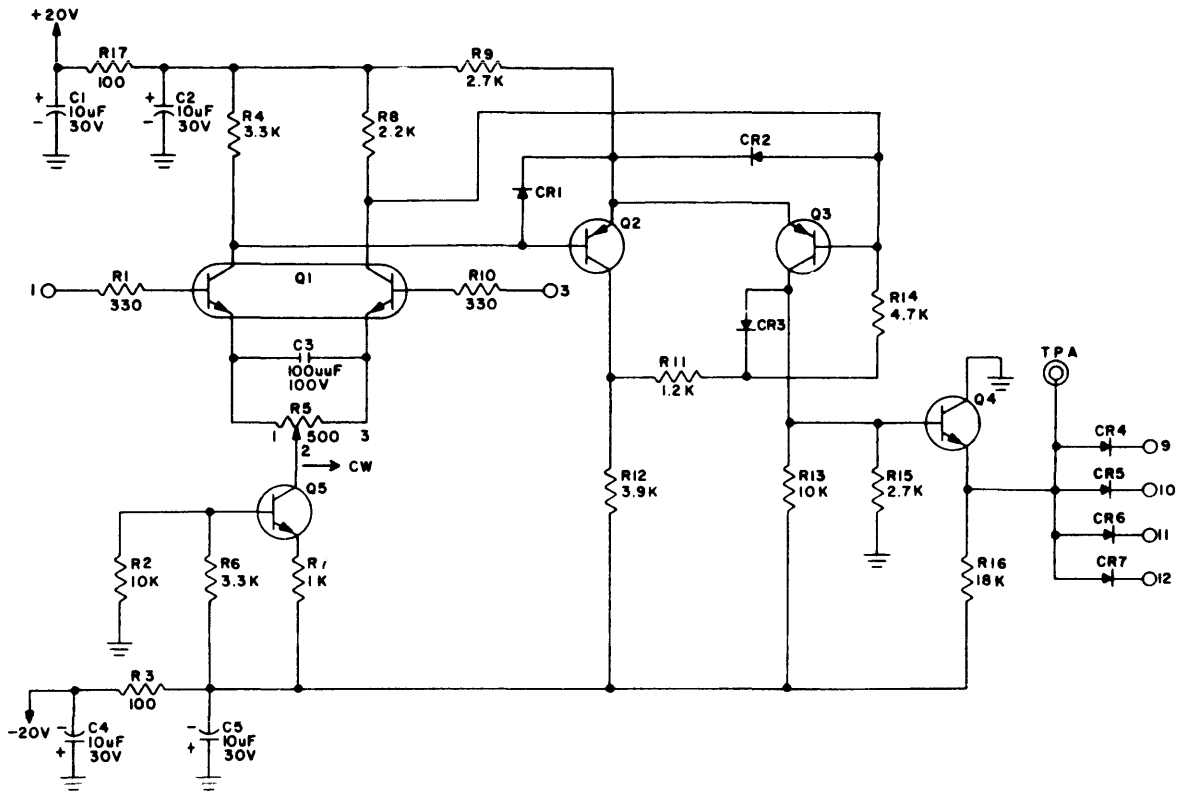 +20V
R17
100
C1
10uF
30V
C2
10uF
30V
R4
3.3K
R8
2.2K
R9
2.7K
CR2
CR1
Q2
Q3
Q1
1
R1
330
R10
330
3
R14
4.7K
CR3
C3
100uuF
100V
R11
1.2K
TPA
R5
1 500 3
2
CW
Q4
CR4
9
CR5
10
CR6
11
CR7
12
Q5
R12
3.9K
R13
10K
R15
2.7K
R2
10K
R6
3.3K
1K
R16
18K
R3
100
-20V
C4
10uF
30V
C5
10uF
30V